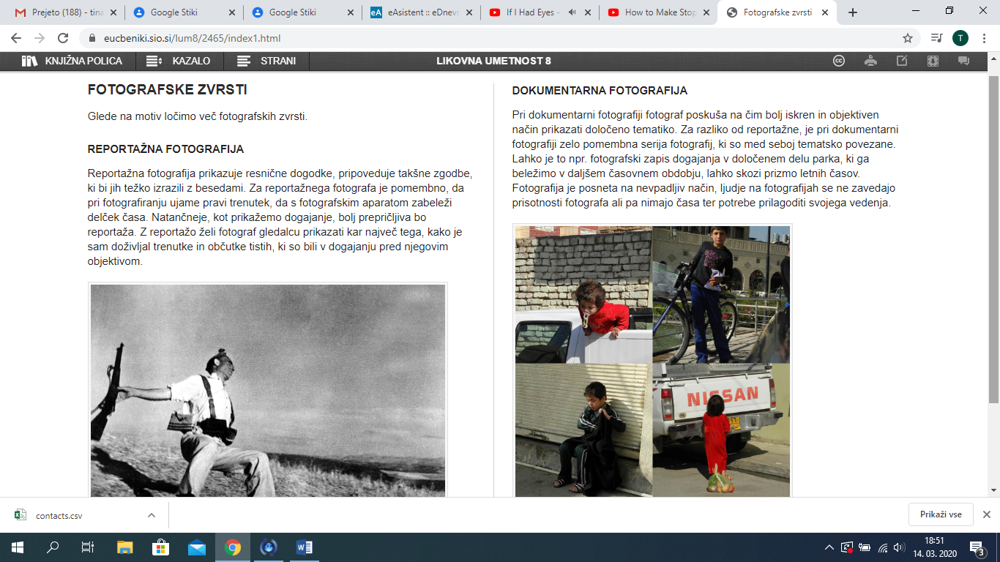 Prejeto (188) - tina
Google Stiki
Google Stiki
eAsistent :: eDnevn
If I Had Eyes -
How to Make Stop
Fotografske zvrsti
eucbeniki.sio.si/lum8/2465/index1.html
T
KNJIŽNA POLICA
KAZALO
STRANI
LIKOVNA UMETNOST 8
FOTOGRAFSKE ZVRSTI
Glede na motiv ločimo več fotografskih zvrsti.
REPORTAŽNA FOTOGRAFIJA
Reportažna fotografija prikazuje resnične dogodke, pripoveduje takšne zgodbe,
ki bi jih težko izrazili z besedami. Za reportažnega fotografa je pomembno, da
pri fotografiranju ujame pravi trenutek, da s fotografskim aparatom zabeleži
delček časa. Natančneje, kot prikažemo dogajanje, bolj prepričljiva bo
reportaža. Z reportažo želi fotograf gledalcu prikazati kar največ tega, kako je
sam doživljal trenutke in občutke tistih, ki so bili v dogajanju pred njegovim
objektivom.
DOKUMENTARNA FOTOGRAFIJA
Pri dokumentarni fotografiji fotograf poskuša na čim bolj iskren in objektiven
način prikazati določeno tematiko. Za razliko od reportažne, je pri dokumentarni
fotografiji zelo pomembna serija fotografij, ki so med seboj tematsko povezane.
Lahko je to npr. fotografski zapis dogajanja v določenem delu parka, ki ga
beležimo v daljšem časovnem obdobju, lahko skozi prizmo letnih časov.
Fotografija je posneta na nevpadljiv način, ljudje na fotografijah se ne zavedajo
prisotnosti fotografa ali pa nimajo časa ter potrebe prilagoditi svojega vedenja.
NISSAN
contacts.csv
Prikaži vse
18:51
14. 03. 2020
3